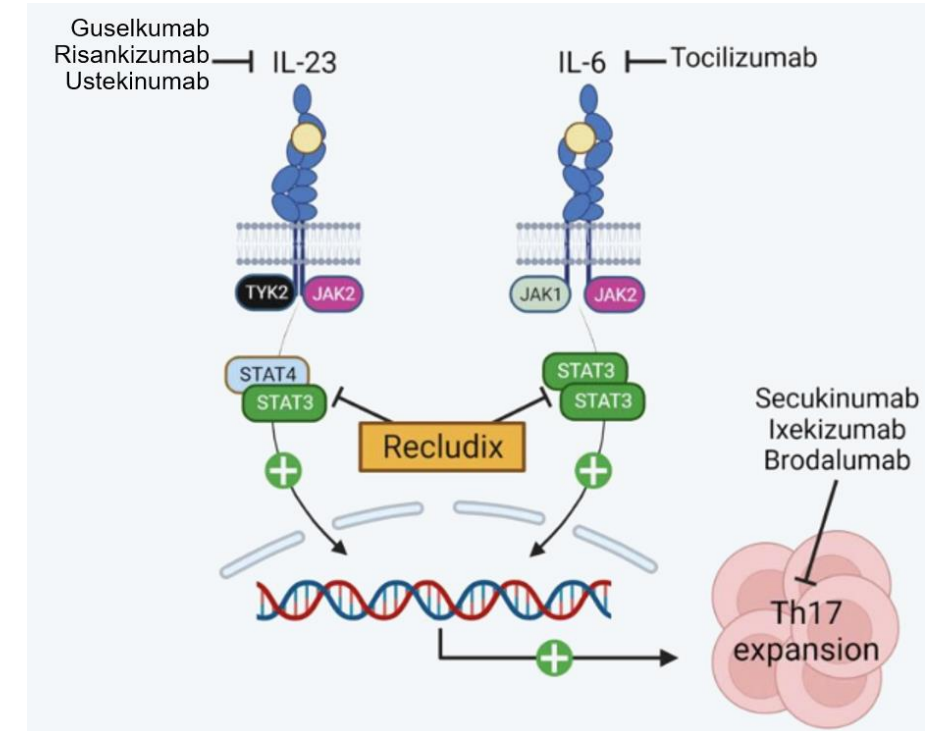 Guselkumab
Risankizumab
Ustekinumab
IL-23
IL-6
Tocilizumab
TYK2
JAK2
JAK1
JAK2
STAT4
STAT3
STAT3
STAT3
Recludix
Secukinumab
Ixekizumab
Brodalumab
Th17
expansion